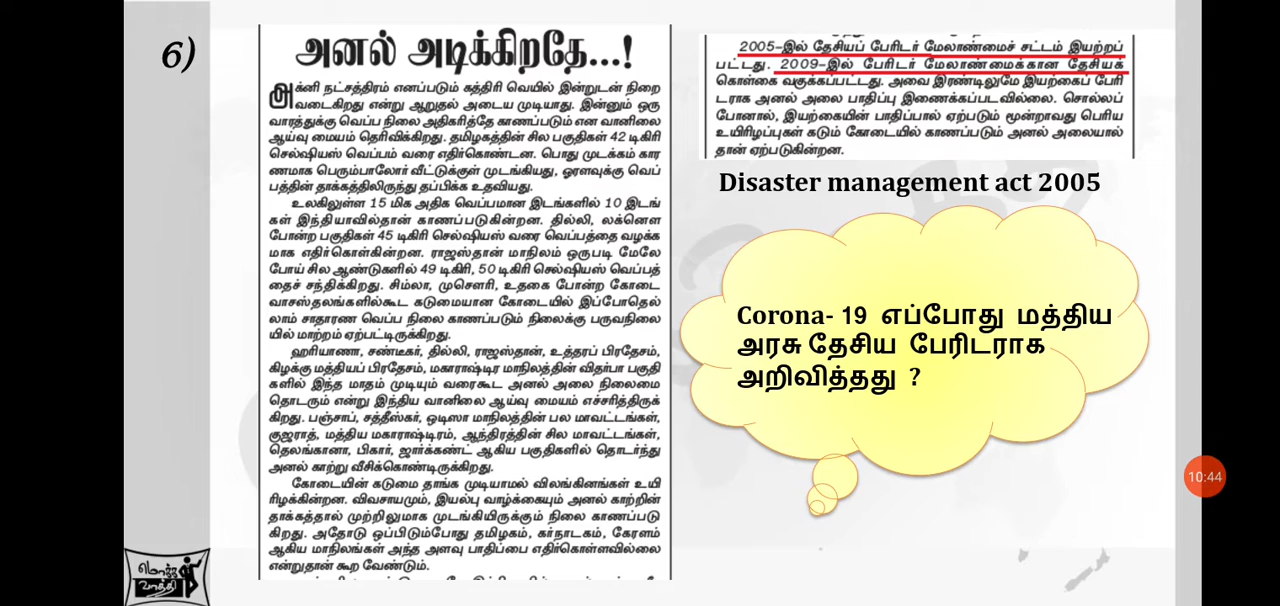 6)
அனல் அடிக்கிறதே...!
அக்னி நட்சத்திரம் எனப்படும் கத்திரி வெயில் இன்றுடன் நிறை
வடைகிறது என்று ஆறுதல் அடைய முடியாது. இன்னும் ஒரு
வாரத்துக்கு வெப்ப நிலை அதிகரித்தே காணப்படும் என வானிலை
ஆய்வு மையம் தெரிவிக்கிறது. தமிழகத்தின் சில பகுதிகள் 42 டிகிரி
செல்ஷியஸ் வெப்பம் வரை எதிர்கொண்டன. பொது முடக்கம் கார
ணமாக பெரும்பாலோர் வீட்டுக்குள் முடங்கியது, ஓரளவுக்கு வெப்
பத்தின் தாக்கத்திலிருந்து தப்பிக்க உதவியது.
உலகிலுள்ள 15 மிக அதிக வெப்பமான இடங்களில் 10 இடங்
கள் இந்தியாவில்தான் காணப்படுகின்றன. தில்லி, லக்னௌ
போன்ற பகுதிகள் 45 டிகிரி செல்ஷியஸ் வரை வெப்பத்தை வழக்க
மாக எதிர்கொள்கின்றன. ராஜஸ்தான் மாநிலம் ஒருபடி மேலே
போய் சில ஆண்டுகளில் 49 டிகிரி, 50 டிகிரி செல்ஷியஸ் வெப்பத்
தைச் சந்திக்கிறது. சிம்லா, முசௌரி, உதகை போன்ற கோடை
வாசஸ்தலங்களில்கூட கடுமையான கோடையில் இப்போதெல்
லாம் சாதாரண வெப்ப நிலை காணப்படும் நிலைக்கு பருவநிலை
யில் மாற்றம் ஏற்பட்டிருக்கிறது.
ஹரியாணா, சண்டீகர், தில்லி, ராஜஸ்தான், உத்தரப் பிரதேசம்,
கிழக்கு மத்தியப் பிரதேசம், மகாராஷ்டிர மாநிலத்தின் விதர்பா பகுதி
களில் இந்த மாதம் முடியும் வரைகூட அனல் அலை நிலைமை
தொடரும் என்று இந்திய வானிலை ஆய்வு மையம் எச்சரித்திருக்
கிறது. பஞ்சாப், சத்தீஸ்கர், ஒடிஸா மாநிலத்தின் பல மாவட்டங்கள்,
குஜராத், மத்திய மகாராஷ்டிரம், ஆந்திரத்தின் சில மாவட்டங்கள்,
தெலங்கானா, பிகார், ஜார்க்கண்ட் ஆகிய பகுதிகளில் தொடர்ந்து
அனல் காற்று வீசிக்கொண்டிருக்கிறது.
கோடையின் கடுமை தாங்க முடியாமல் விலங்கினங்கள் உயி
ரிழக்கின்றன. விவசாயமும், இயல்பு வாழ்க்கையும் அனல் காற்றின்
தாக்கத்தால் முற்றிலுமாக முடங்கியிருக்கும் நிலை காணப்படு
கிறது. அதோடு ஒப்பிடும்போது தமிழகம், கர்நாடகம், கேரளம்
ஆகிய மாநிலங்கள் அந்த அளவு பாதிப்பை எதிர்கொள்ளவில்லை
என்றுதான் கூற வேண்டும்.
2005-இல் தேசியப் பேரிடர் மேலாண்மைச் சட்டம் இயற்றப்
பட்டது. 2009-இல் பேரிடர் மேலாண்மைக்கான தேசியக்
கொள்கை வகுக்கப்பட்டது. அவை இரண்டிலுமே இயற்கைப் பேரி
டராக அனல் அலை பாதிப்பு இணைக்கப்படவில்லை. சொல்லப்
போனால், இயற்கையின் பாதிப்பால் ஏற்படும் மூன்றாவது பெரிய
உயிரிழப்புகள் கடும் கோடையில் காணப்படும் அனல் அலையால்
தான் ஏற்படுகின்றன.
Disaster management act 2005
Corona- 19 எப்போது மத்திய
அரசு தேசிய பேரிடராக
அறிவித்தது ?
10:44
மொச்ச
வாத்தி